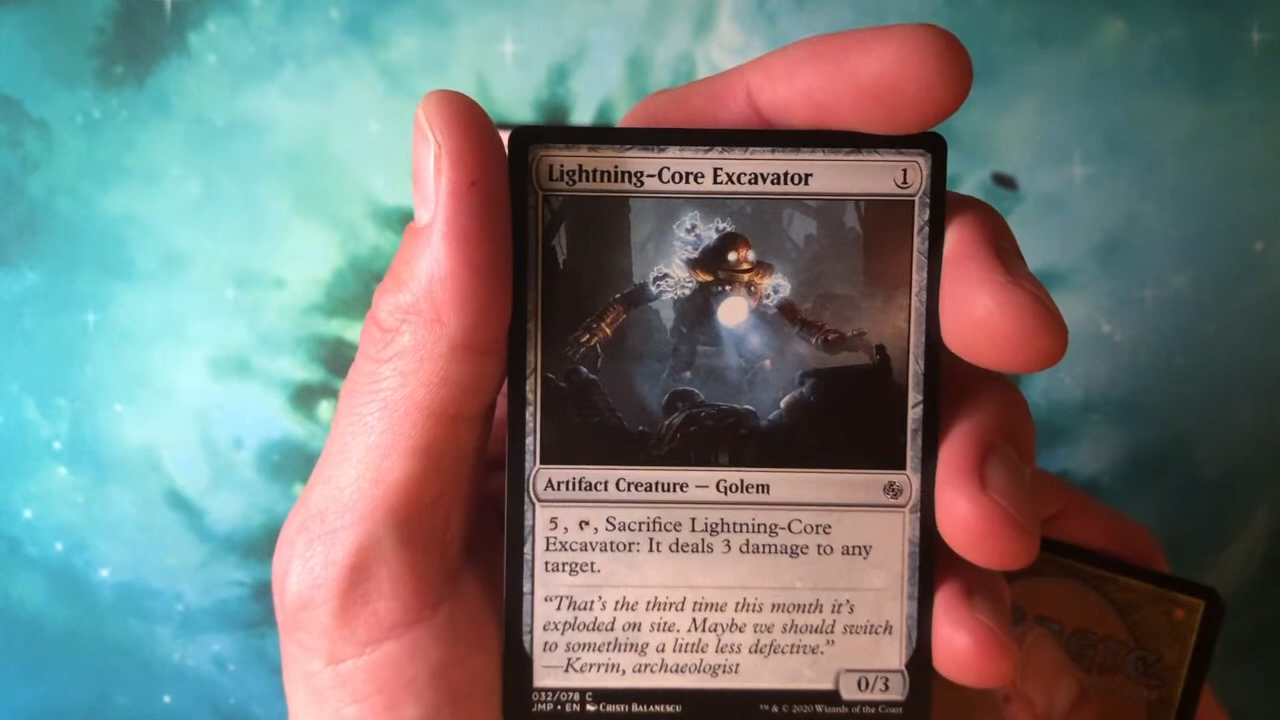 Lightning-Core Excavator 1
Artifact Creature — Golem
5, , Sacrifice Lightning-Core
Excavator: It deals 3 damage to any
target.
“That's the third time this month it's
exploded on site. Maybe we should switch
to something a little less defective.”
—Kerrin, archaeologist
0/3
032/078 C
JMP • EN Cristi Balanescu
™ & © 2020 Wizards of the Coast